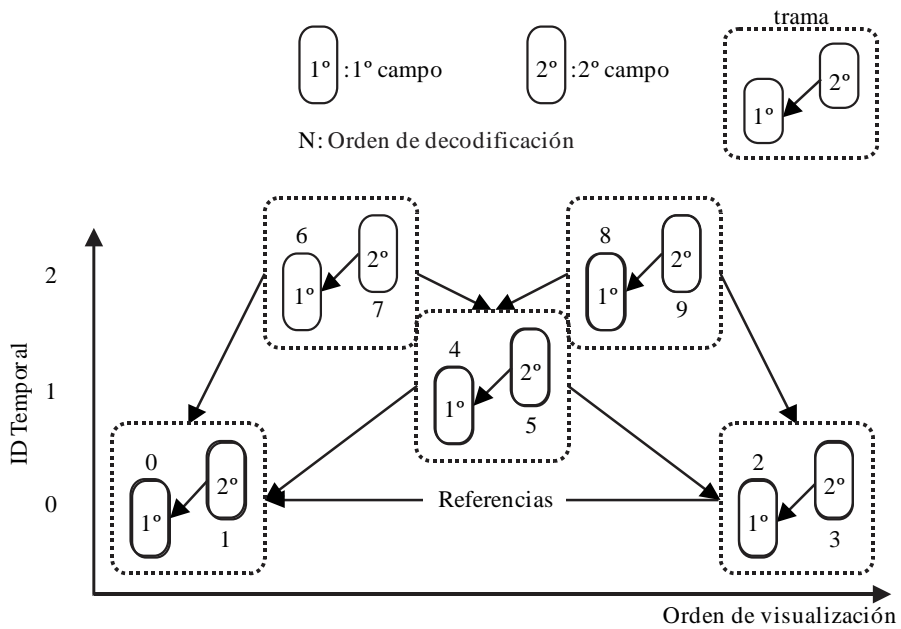 trama
1º :1º campo
2º :2º campo
2º
1º
N: Orden de decodificación
6
8
2
2º
2º
1º
1º
7
9
4
1
2º
1º
5
ID Temporal
0
2
2º
2º
0
Referencias
1º
1º
1
3
Orden de visualización